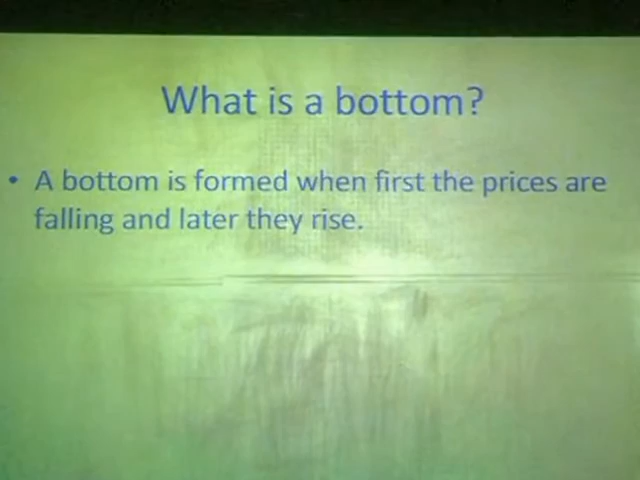 What is a bottom?
• A bottom is formed when first the prices are
falling and later they rise.